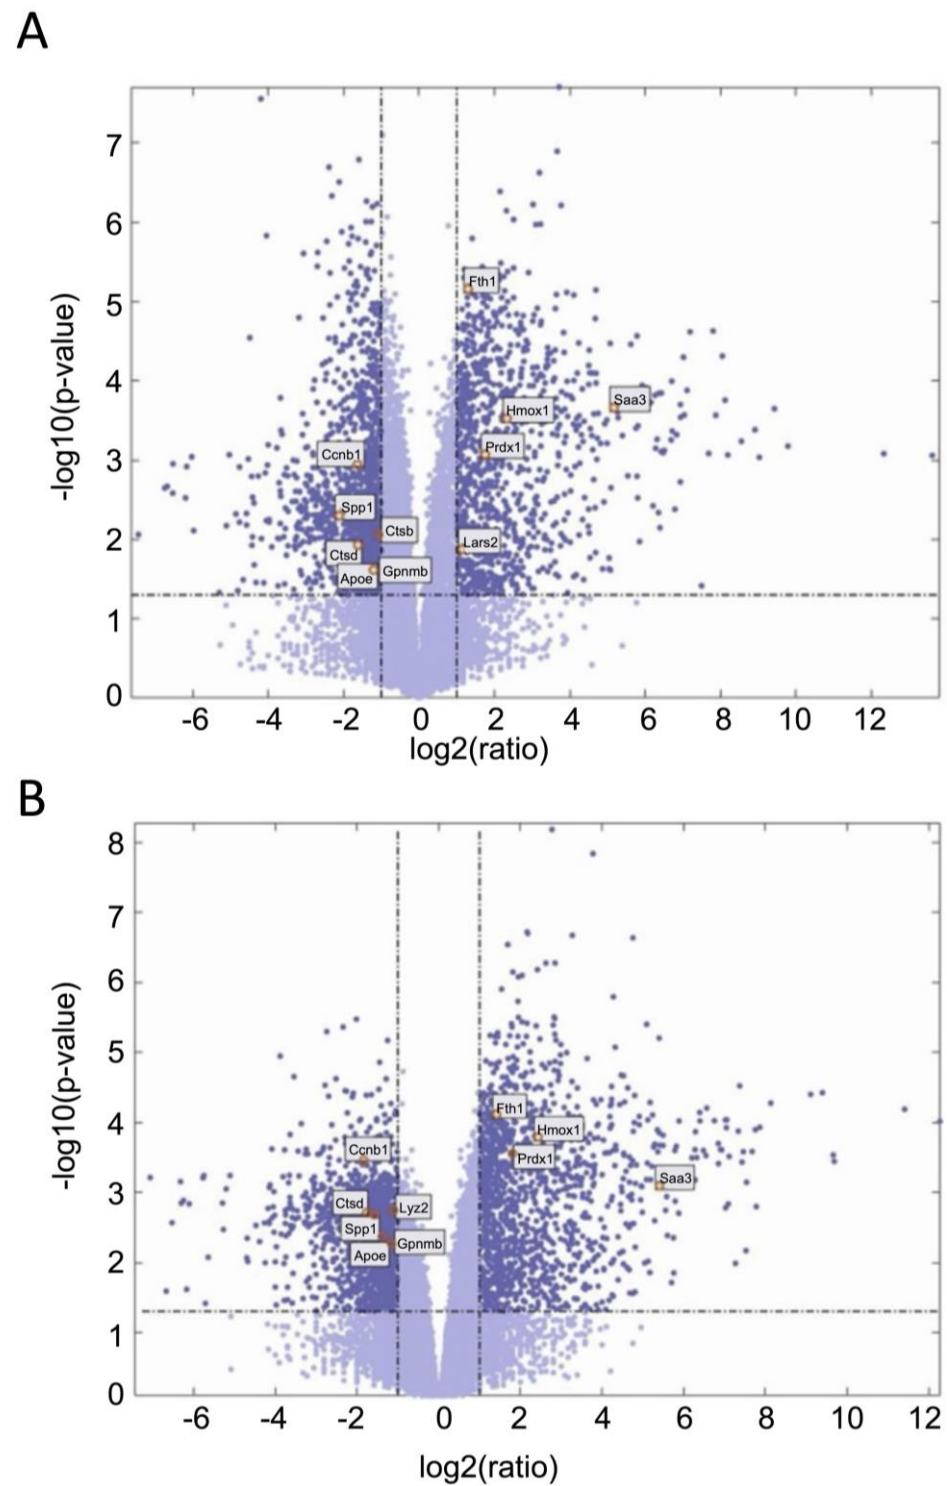 A
7
6
5
4
3
2
1
0
-log10(p-value)
Fth1
Saa3
Hmox1
Prdx1
Ccnb1
Spp1
Ctsb
Lars2
Ctsd
Apoe
Gpnmb
-6 -4 -2 0 2 4 6 8 10 12
log2(ratio)
B
8
7
6
5
4
3
2
1
0
-log10(p-value)
Fth1
Hmox1
Ccnb1
Prdx1
Saa3
Ctsd
Lyz2
Spp1
Gpnmb
Apoe
-6 -4 -2 0 2 4 6 8 10 12
log2(ratio)